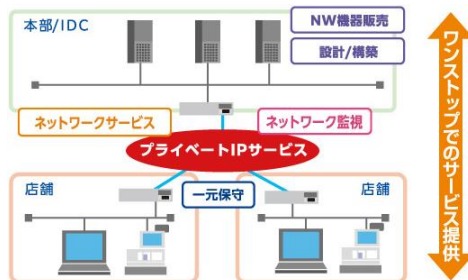 本部/IDC
NW機器販売
設計/構築
ネットワークサービス
ネットワーク監視
プライベートIPサービス
店舗
一元保守
店舗
ワンストップでのサービス提供